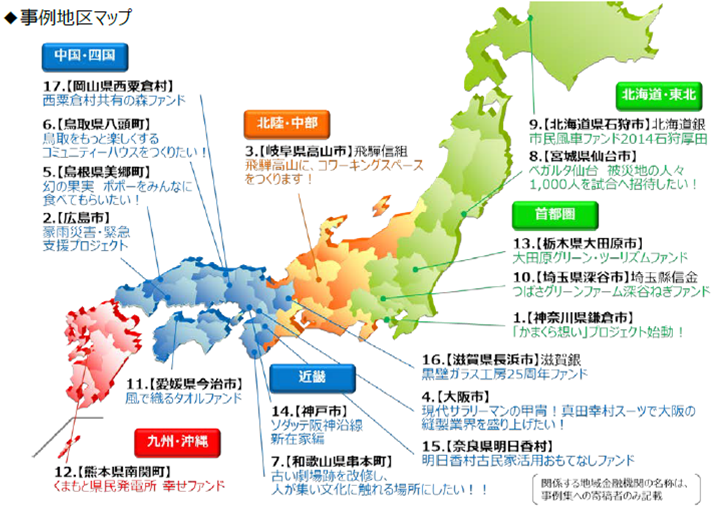 ◆事例地区マップ
中国・四国
17.【岡山県西粟倉村】
西粟倉村共有の森ファンド
6.【鳥取県八頭町】
鳥取をもっと楽しくする
コミュニティーハウスをつくりたい！
5.【島根県美郷町】
幻の果実　ポポーをみんなに
食べてもらいたい！
2.【広島市】
豪雨災害・緊急
支援プロジェクト
北陸・中部
3.【岐阜県高山市】飛騨信組
飛騨高山に、コワーキングスペース
をつくります！
北海道・東北
9.【北海道県石狩市】北海道銀
市民風車ファンド2014石狩厚田
8.【宮城県仙台市】
ベガルタ仙台　被災地の人々
1,000人を試合へ招待したい！
首都圏
13.【栃木県大田原市】
大田原グリーン・ツーリズムファンド
10.【埼玉県深谷市】埼玉縣信金
つばさグリーンファーム深谷ねぎファンド
1.【神奈川県鎌倉市】
「かまくら想い」プロジェクト始動！
16.【滋賀県長浜市】滋賀銀
黒壁ガラス工房25周年ファンド
4.【大阪市】
現代サラリーマンの甲冑！真田幸村スーツで大阪の
縫製業界を盛り上げたい！
15.【奈良県明日香村】
明日香村古民家活用おもてなしファンド
近畿
14.【神戸市】
ソダッテ阪神沿線
新在家編
7.【和歌山県串本町】
古い劇場跡を改修し、
人が集い文化に触れる場所にしたい！！
11.【愛媛県今治市】
風で織るタオルファンド
九州・沖縄
12.【熊本県南関町】
くまもと県民発電所 幸せファンド
関係する地域金融機関の名称は、
事例集への寄稿者のみ記載